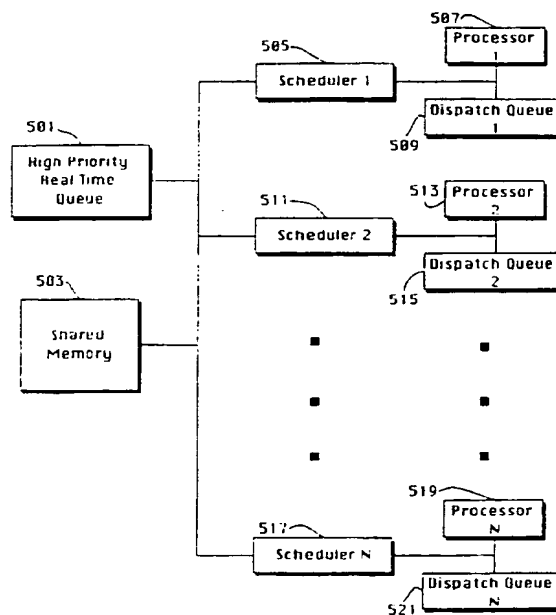 507
Processor
1
505
Scheduler 1
Dispatch Queue
1
509
501
High Priority
Real Time
Queue
511
Scheduler 2
513
Processor
2
Dispatch Queue
2
515
503
Shared
Memory
517
Scheduler N
519
Processor
N
Dispatch Queue
N
521